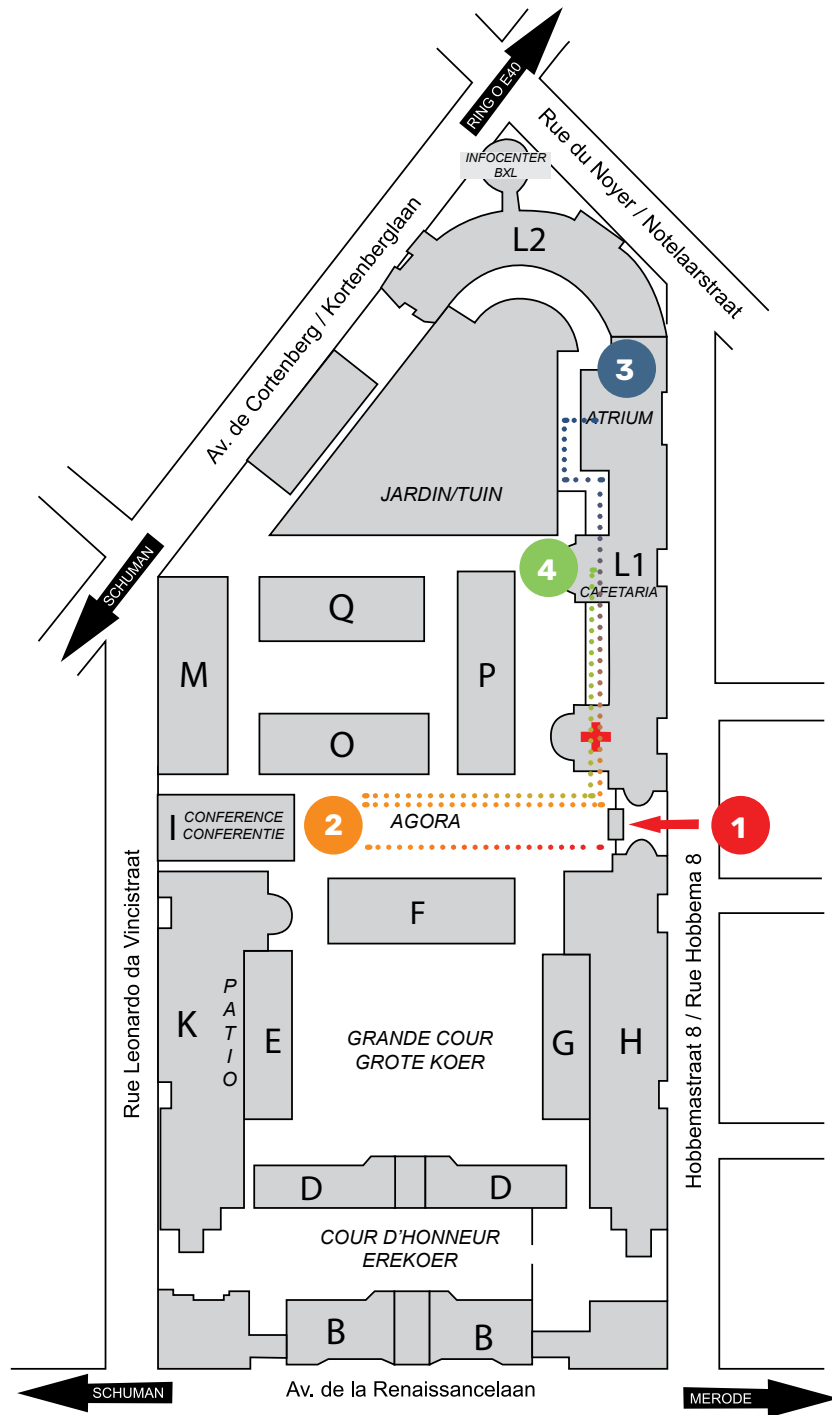 RING O E40
Rue du Noyer / Notelaarstraat
INFOCENTER
BXL
L2
Av. de Cortenberg / Kortenberglaan
3
ATRIUM
JARDIN/TUIN
SCHUMAN
4
L1
CAFETARIA
Q
M
P
O
I
CONFERENCE
CONFERENTIE
2
AGORA
1
F
Rue Leonardo da Vincistraat
K
PATIO
E
GRANDE COUR
GROTE KOER
G
H
Hobbemastraat 8 / Rue Hobbema 8
D
D
COUR D'HONNEUR
EREKOER
B
B
SCHUMAN
Av. de la Renaissancelaan
MERODE